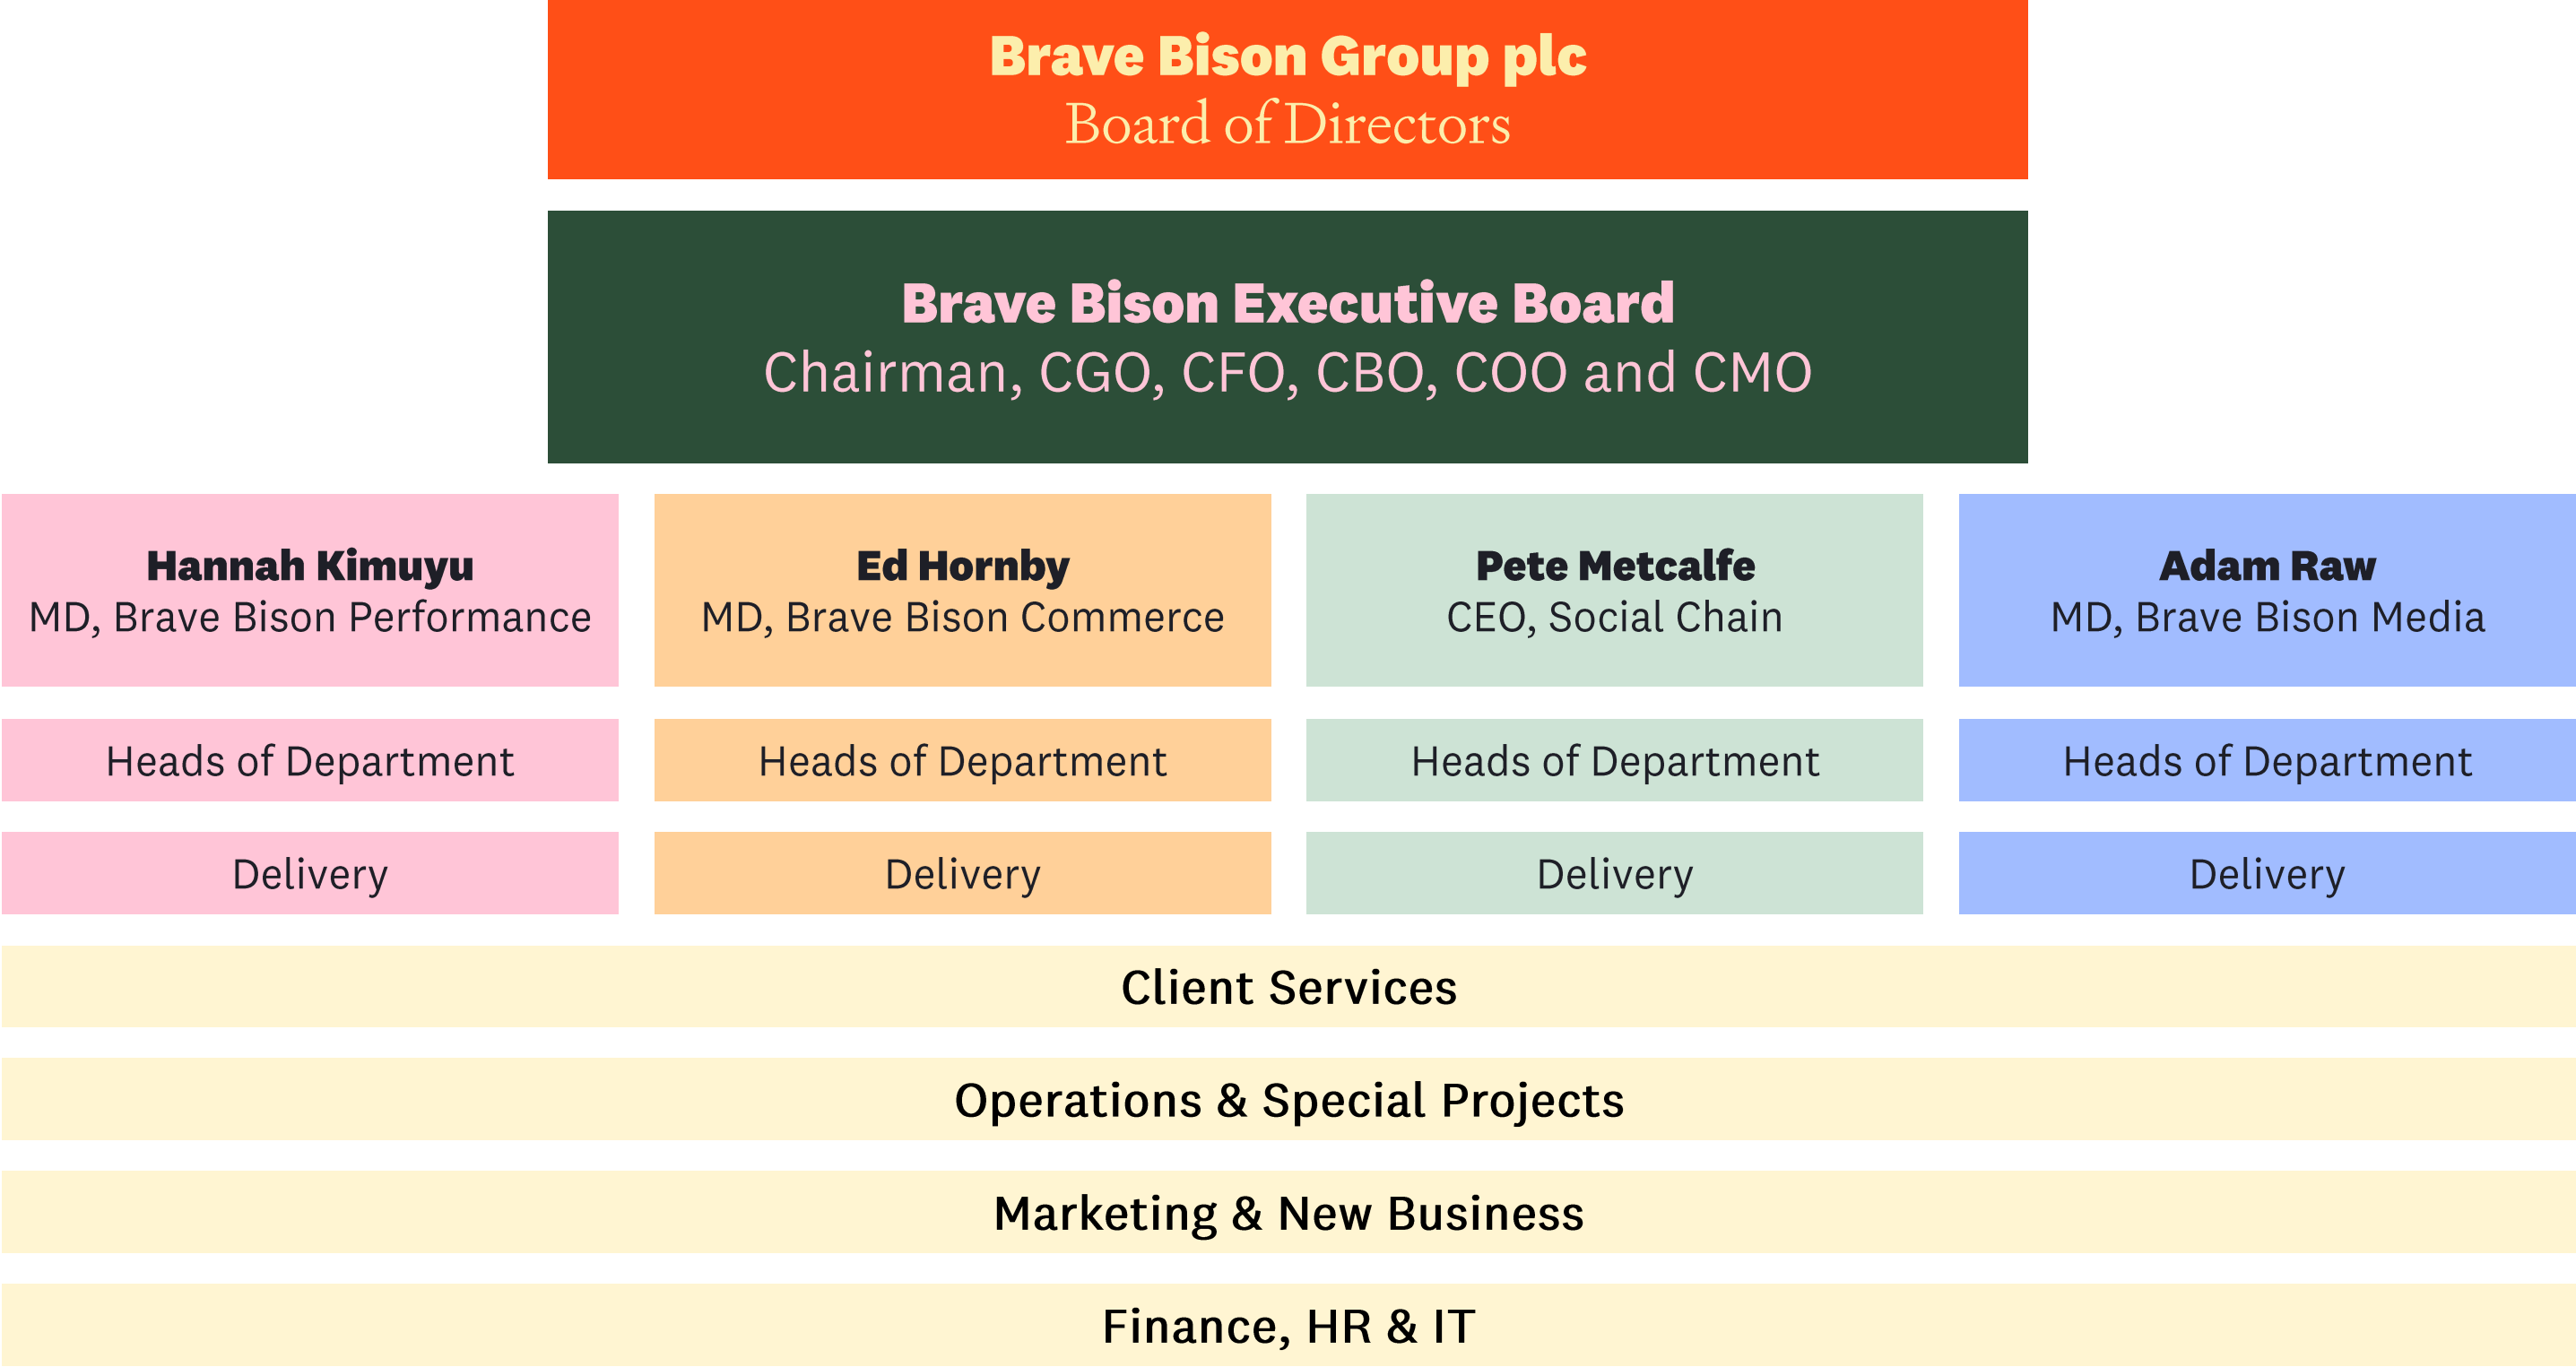 Brave Bison Group plc
Board of Directors
Brave Bison Executive Board
Chairman, CGO, CFO, CBO, COO and CMO
Hannah Kimuyu
MD, Brave Bison Performance
Ed Hornby
MD, Brave Bison Commerce
Pete Metcalfe
CEO, Social Chain
Adam Raw
MD, Brave Bison Media
Heads of Department
Heads of Department
Heads of Department
Heads of Department
Delivery
Delivery
Delivery
Delivery
Client Services
Operations & Special Projects
Marketing & New Business
Finance, HR & IT